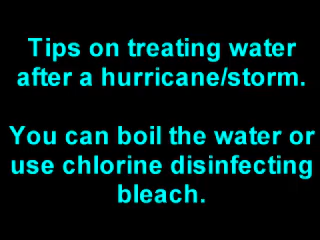 Tips on treating water
after a hurricane/storm.
You can boil the water or
use chlorine disinfecting
bleach.